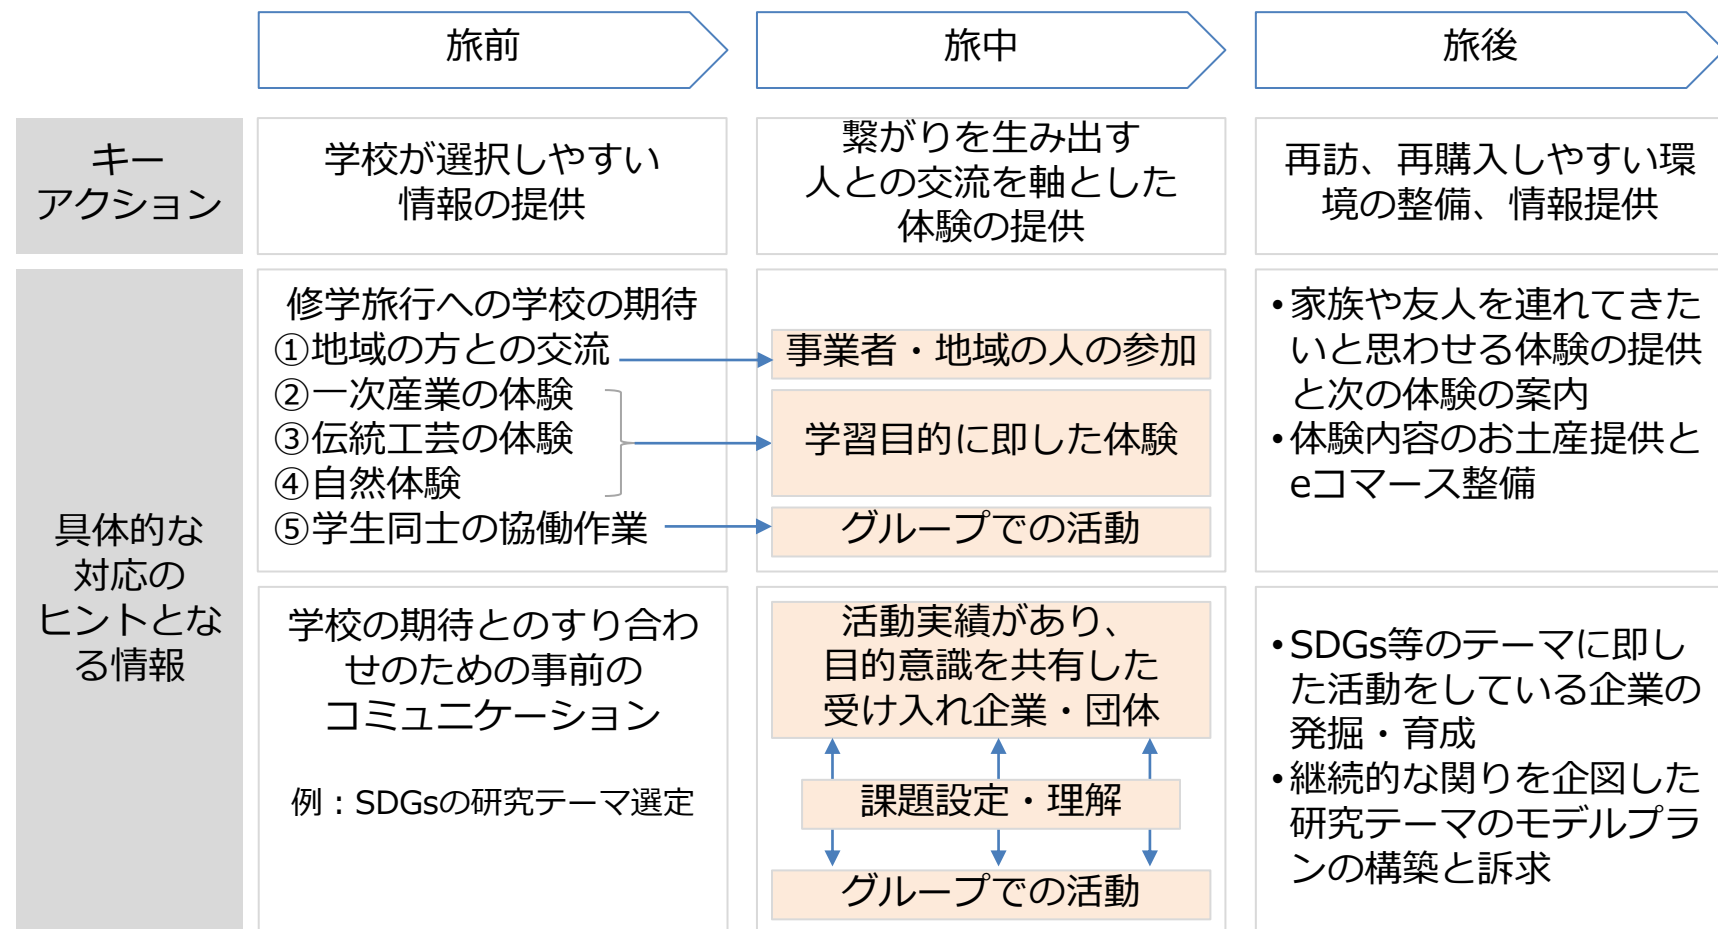 旅前
旅中
旅後
キー
アクション
学校が選択しやすい
情報の提供
繋がりを生み出す
人との交流を軸とした
体験の提供
再訪、再購入しやすい環
境の整備、情報提供
具体的な
対応の
ヒントとな
る情報
修学旅行への学校の期待
①地域の方との交流
②一次産業の体験
③伝統工芸の体験
④自然体験
⑤学生同士の協働作業
事業者・地域の人の参加
学習目的に即した体験
グループでの活動
•家族や友人を連れてきた
いと思わせる体験の提供
と次の体験の案内
•体験内容のお土産提供と
eコマース整備
学校の期待とのすり合わ
せのための事前の
コミュニケーション
例：SDGsの研究テーマ選定
活動実績があり、
目的意識を共有した
受け入れ企業・団体
課題設定・理解
グループでの活動
•SDGs等のテーマに即し
た活動をしている企業の
発掘・育成
•継続的な関りを企図した
研究テーマのモデルプラ
ンの構築と訴求